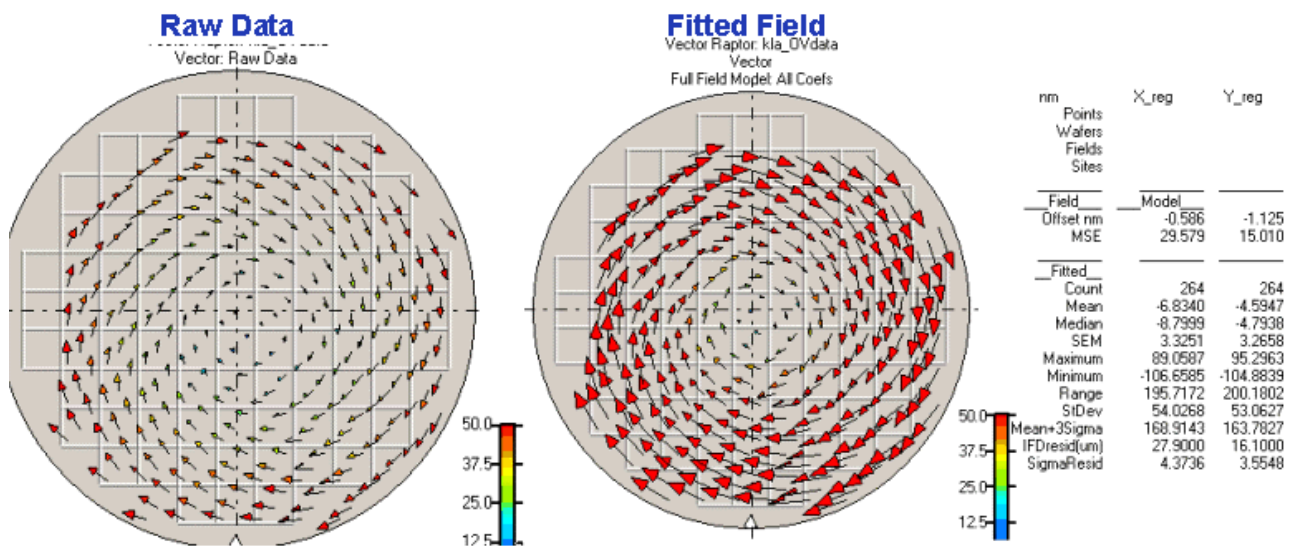 Raw Data
Vector: Raw Data
50.0
37.5
25.0
12.5
Fitted Field
Vector Raptor: kla_OVdata
Vector
Full Field Model: All Coefs
50.0
37.5
25.0
12.5
nm X_reg Y_reg
Points
Wafers
Fields
Sites
__Field__ __Model__
Offset nm -0.586 -1.125
MSE 29.579 15.010
__Fitted__
Count 264 264
Mean -6.8340 -4.5947
Median -8.7999 -4.7938
SEM 3.3251 3.2658
Maximum 89.0587 95.2963
Minimum -106.6585 -104.8839
Range 195.7172 200.1802
StDev 54.0268 53.0627
Mean+3Sigma 168.9143 163.7827
IFDresid(um) 27.9000 16.1000
SigmaResid 4.3736 3.5548